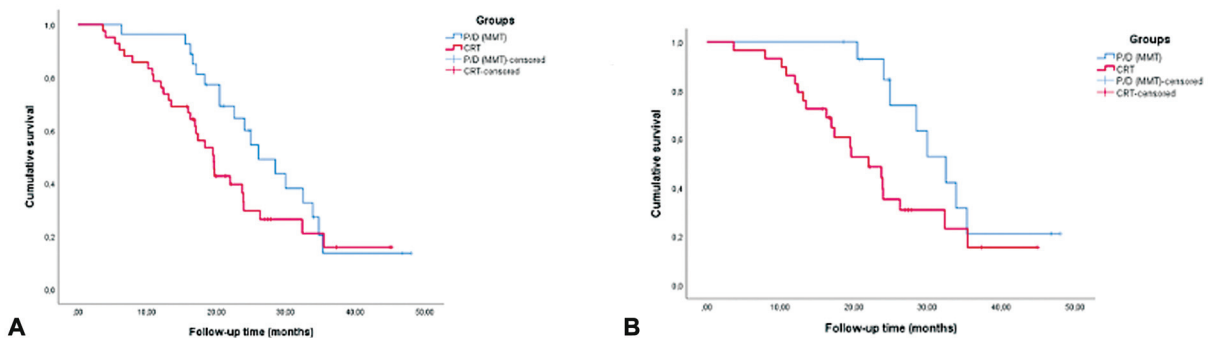 Groups
P/D (MMT)
CRT
P/D (MMT)-censored
CRT-censored
Cumulative survival
1,0
0,8
0,6
0,4
0,2
0,0
,00 10,00 20,00 30,00 40,00 50,00
Follow-up time (months)
A
Groups
P/D (MMT)
CRT
P/D (MMT)-censored
CRT-censored
Cumulative survival
1,0
0,8
0,6
0,4
0,2
0,0
,00 10,00 20,00 30,00 40,00 50,00
Follow-up time (months)
B